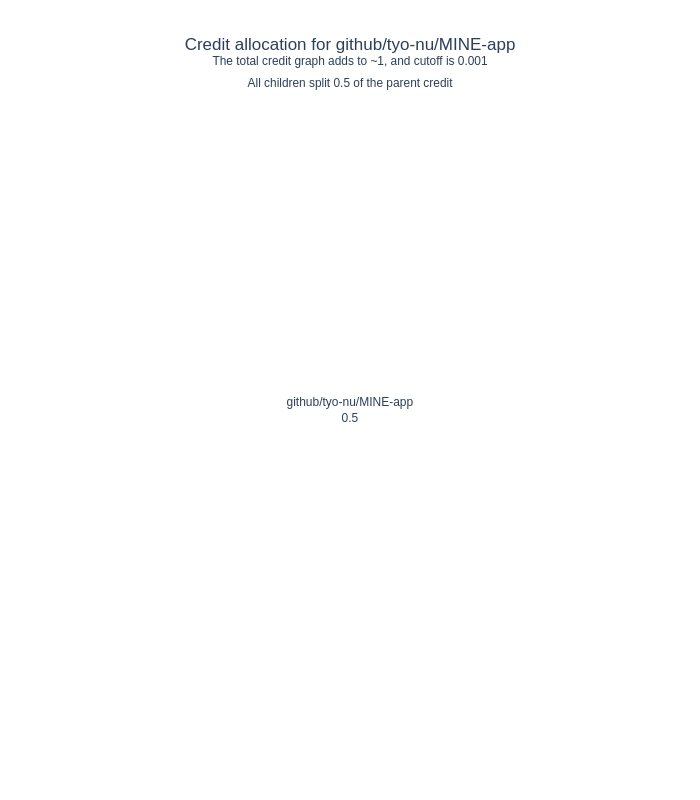 Credit allocation for github/tyo-nu/MINE-app
The total credit graph adds to ~1, and cutoff is 0.001
All children split 0.5 of the parent credit
github/tyo-nu/MINE-app
0.5